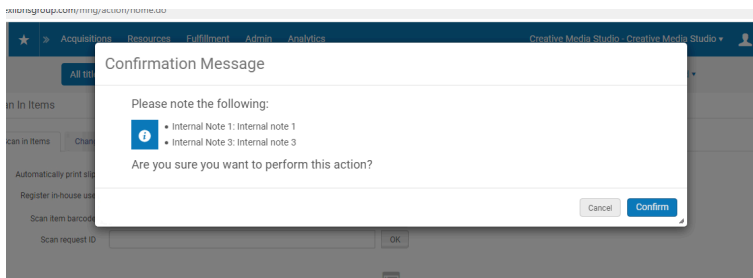 exlibrisgroup.com/mng/action/home.do
» Acquisitions Resources Fulfillment Admin Analytics Creative Media Studio - Creative Media Studio
All titl
Confirmation Message
an In Items
Please note the following:
• Internal Note 1: Internal note 1
• Internal Note 3: Internal note 3
Are you sure you want to perform this action?
can in Items Chan
Automatically print slip
Register in-house use
Cancel Confirm
Scan item barcode
Scan request ID OK